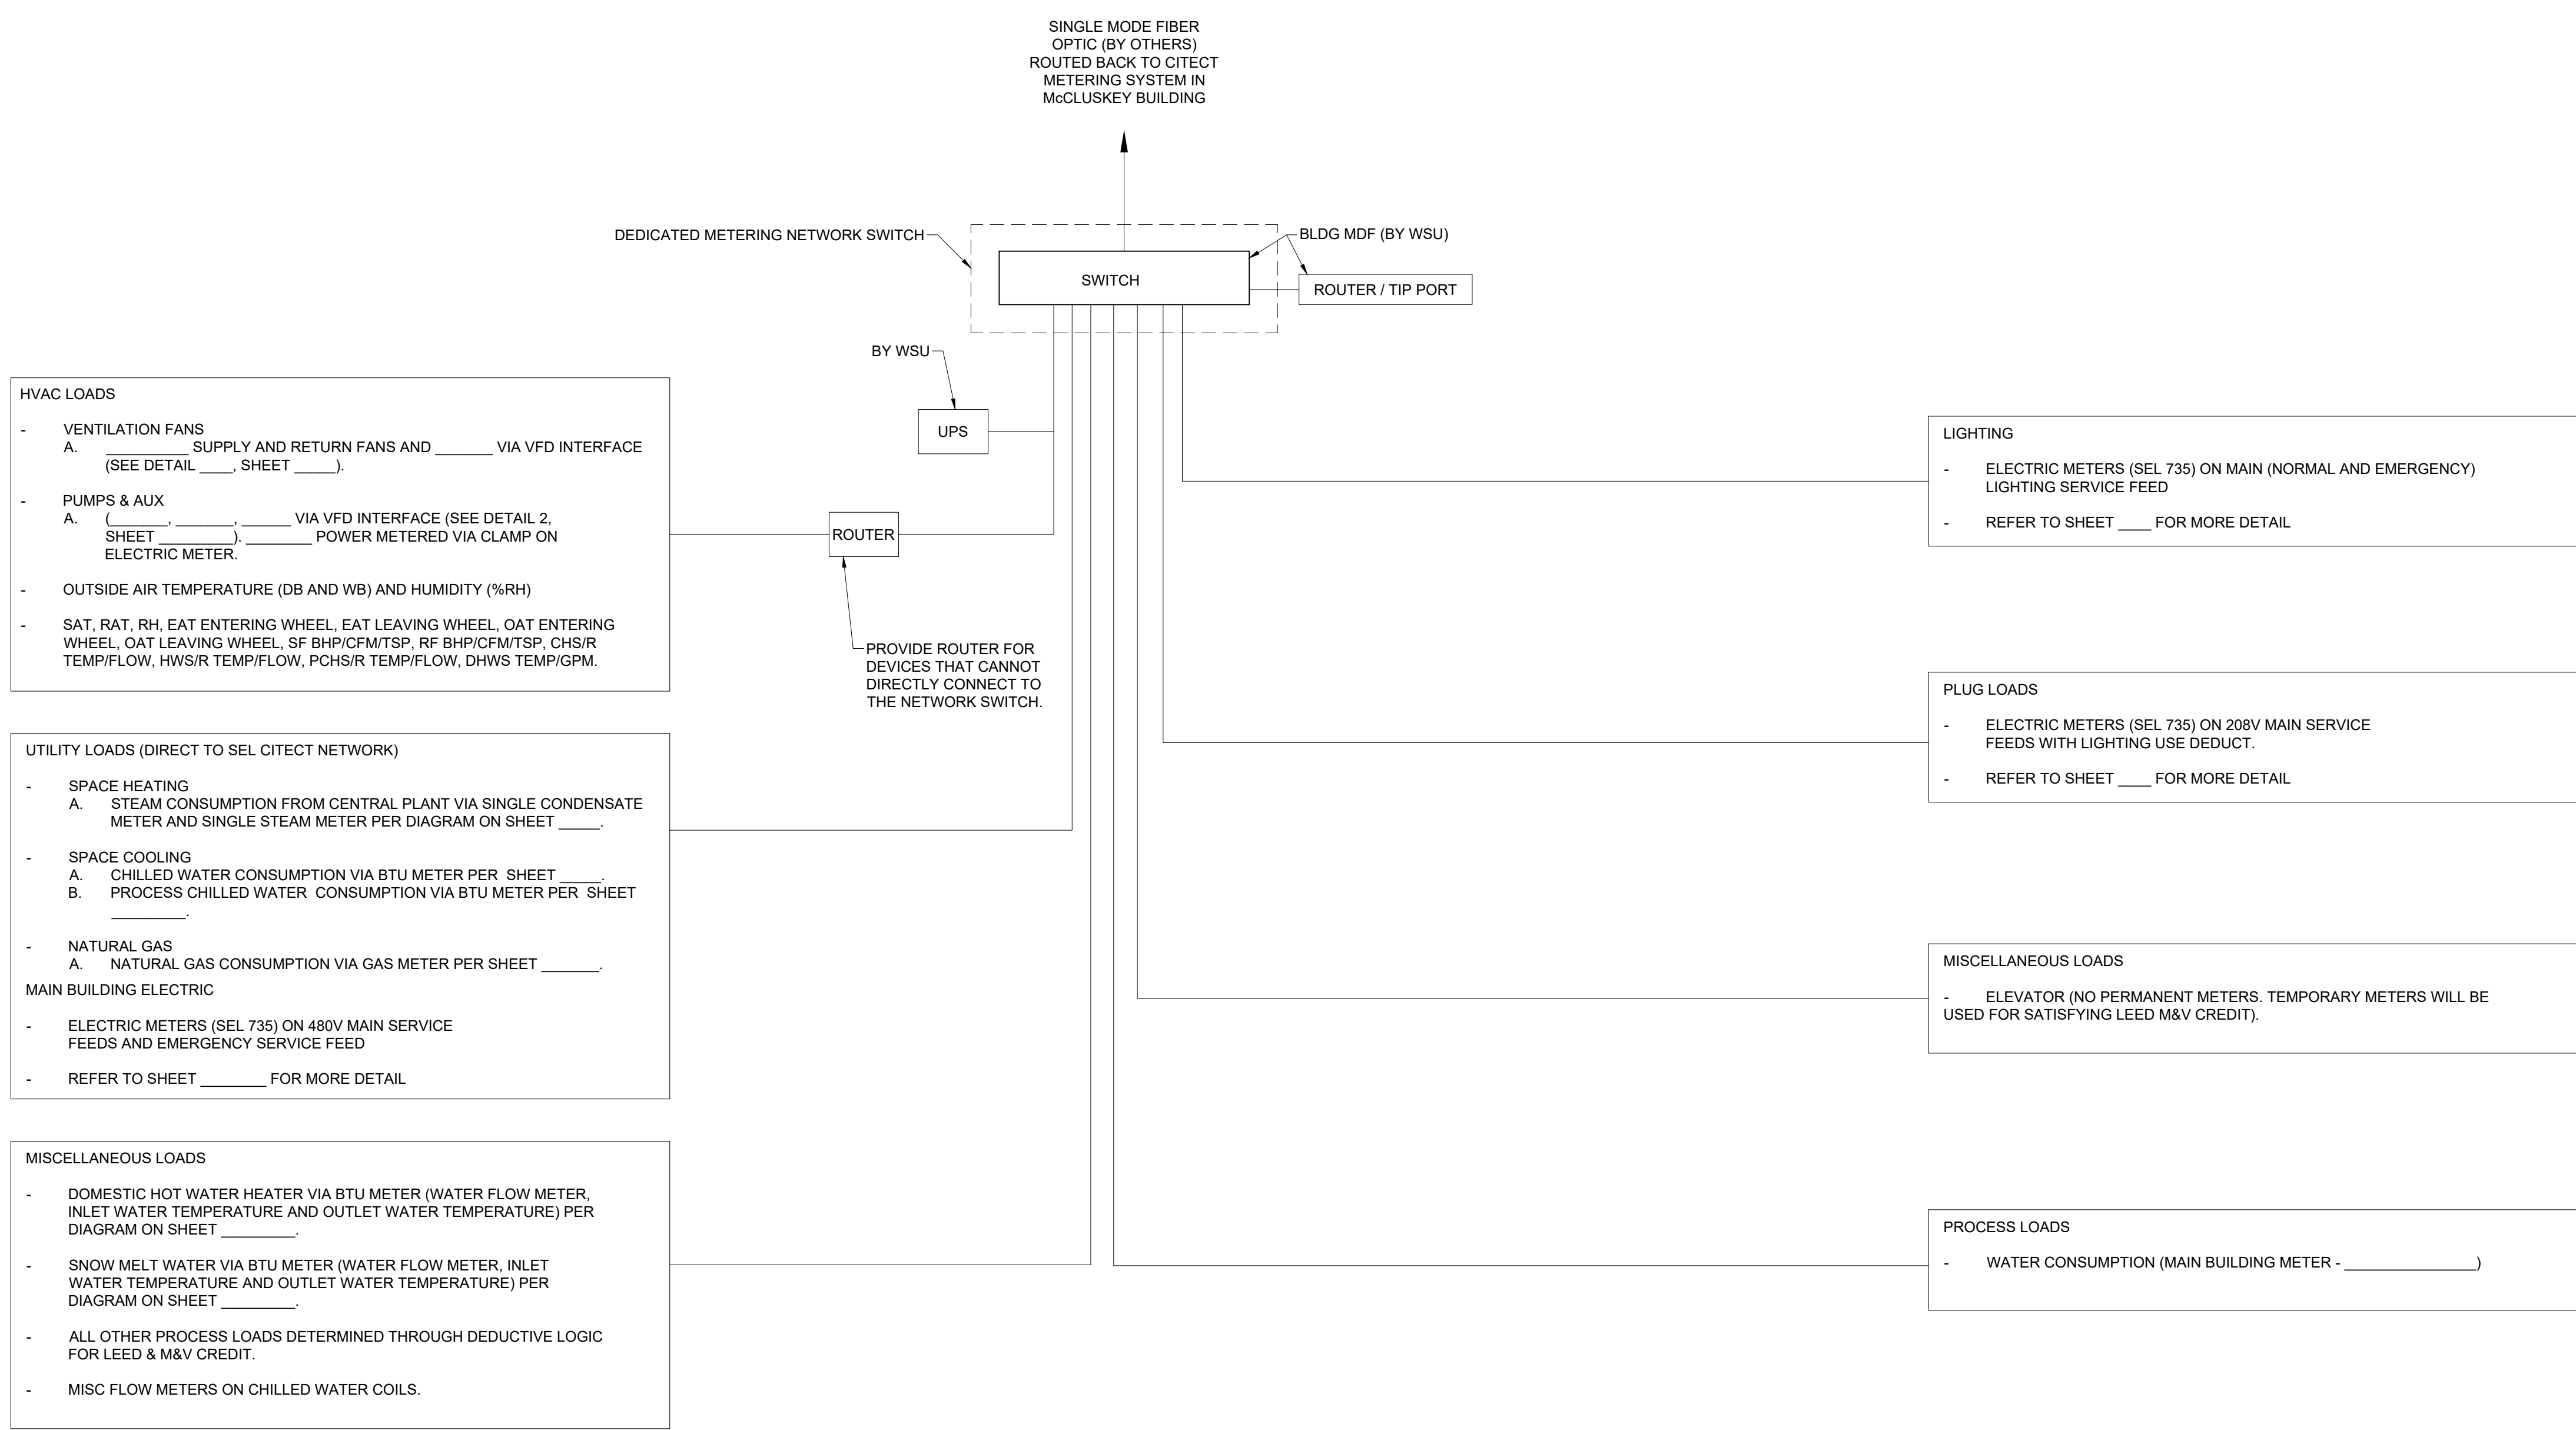 SINGLE MODE FIBER
OPTIC (BY OTHERS)
ROUTED BACK TO CITECT
METERING SYSTEM IN
McCLUSKEY BUILDING
DEDICATED METERING NETWORK SWITCH
BLDG MDF (BY WSU)
SWITCH
ROUTER / TIP PORT
BY WSU
UPS
ROUTER
PROVIDE ROUTER FOR
DEVICES THAT CANNOT
DIRECTLY CONNECT TO
THE NETWORK SWITCH.
HVAC LOADS
- VENTILATION FANS
A. __________ SUPPLY AND RETURN FANS AND _______ VIA VFD INTERFACE
(SEE DETAIL ____, SHEET _____).
- PUMPS & AUX
A. (_______, _______, ______ VIA VFD INTERFACE (SEE DETAIL 2,
SHEET _________). ________ POWER METERED VIA CLAMP ON
ELECTRIC METER.
- OUTSIDE AIR TEMPERATURE (DB AND WB) AND HUMIDITY (%RH)
- SAT, RAT, RH, EAT ENTERING WHEEL, EAT LEAVING WHEEL, OAT ENTERING
WHEEL, OAT LEAVING WHEEL, SF BHP/CFM/TSP, RF BHP/CFM/TSP, CHS/R
TEMP/FLOW, HWS/R TEMP/FLOW, PCHS/R TEMP/FLOW, DHWS TEMP/GPM.
UTILITY LOADS (DIRECT TO SEL CITECT NETWORK)
- SPACE HEATING
A. STEAM CONSUMPTION FROM CENTRAL PLANT VIA SINGLE CONDENSATE
METER AND SINGLE STEAM METER PER DIAGRAM ON SHEET _____.
- SPACE COOLING
A. CHILLED WATER CONSUMPTION VIA BTU METER PER SHEET _____.
B. PROCESS CHILLED WATER CONSUMPTION VIA BTU METER PER SHEET
_________.
- NATURAL GAS
A. NATURAL GAS CONSUMPTION VIA GAS METER PER SHEET _______.
MAIN BUILDING ELECTRIC
- ELECTRIC METERS (SEL 735) ON 480V MAIN SERVICE
FEEDS AND EMERGENCY SERVICE FEED
- REFER TO SHEET ________ FOR MORE DETAIL
MISCELLANEOUS LOADS
- DOMESTIC HOT WATER HEATER VIA BTU METER (WATER FLOW METER,
INLET WATER TEMPERATURE AND OUTLET WATER TEMPERATURE) PER
DIAGRAM ON SHEET _________.
- SNOW MELT WATER VIA BTU METER (WATER FLOW METER, INLET
WATER TEMPERATURE AND OUTLET WATER TEMPERATURE) PER
DIAGRAM ON SHEET _________.
- ALL OTHER PROCESS LOADS DETERMINED THROUGH DEDUCTIVE LOGIC
FOR LEED & M&V CREDIT.
- MISC FLOW METERS ON CHILLED WATER COILS.
LIGHTING
- ELECTRIC METERS (SEL 735) ON MAIN (NORMAL AND EMERGENCY)
LIGHTING SERVICE FEED
- REFER TO SHEET ____ FOR MORE DETAIL
PLUG LOADS
- ELECTRIC METERS (SEL 735) ON 208V MAIN SERVICE
FEEDS WITH LIGHTING USE DEDUCT.
- REFER TO SHEET ____ FOR MORE DETAIL
MISCELLANEOUS LOADS
- ELEVATOR (NO PERMANENT METERS. TEMPORARY METERS WILL BE
USED FOR SATISFYING LEED M&V CREDIT).
PROCESS LOADS
- WATER CONSUMPTION (MAIN BUILDING METER - ________________)